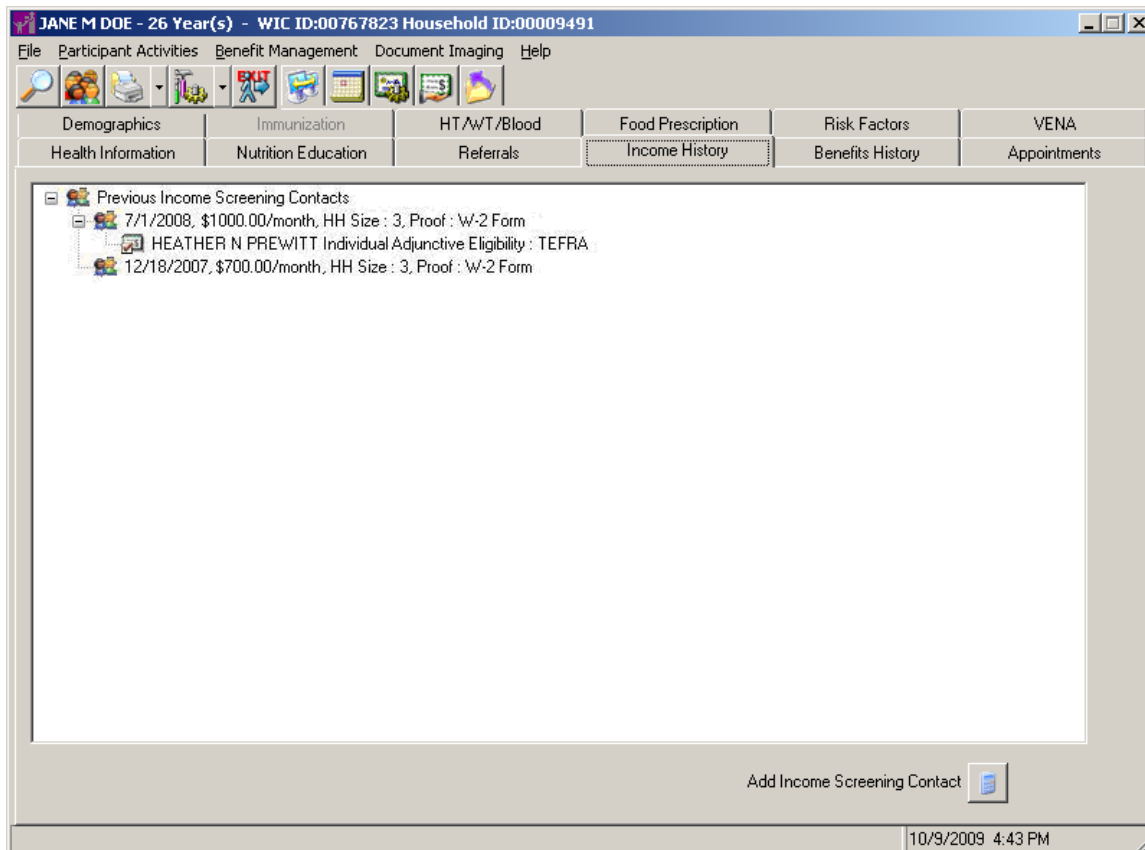 JANE M DOE - 26 Year(s) - WIC ID:00767823 Household ID:00009491
File Participant Activities Benefit Management Document Imaging Help
EXIT
Demographics Immunization HT/WT/Blood Food Prescription Risk Factors VENA
Health Information Nutrition Education Referrals Income History Benefits History Appointments
Previous Income Screening Contacts
7/1/2008, $1000.00/month, HH Size : 3, Proof : W-2 Form
HEATHER N PREWITT Individual Adjunctive Eligibility : TEFRA
12/18/2007, $700.00/month, HH Size : 3, Proof : W-2 Form
Add Income Screening Contact
10/9/2009 4:43 PM